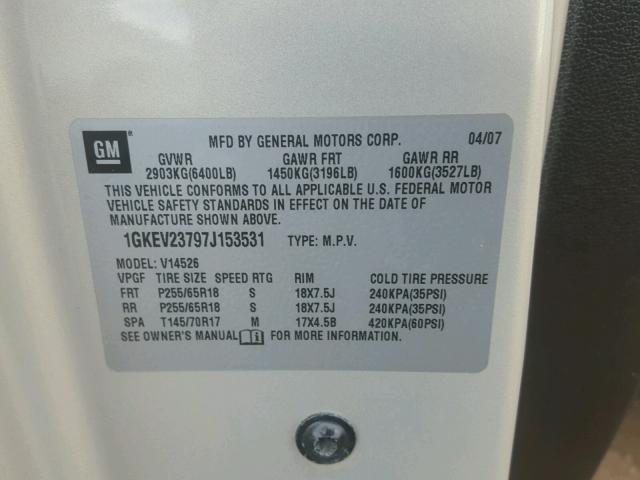 GM
MFD BY GENERAL MOTORS CORP. 04/07
GVWR GAWR FRT GAWR RR
2903KG(6400LB) 1450KG(3196LB) 1600KG(3527LB)
THIS VEHICLE CONFORMS TO ALL APPLICABLE U.S. FEDERAL MOTOR
VEHICLE SAFETY STANDARDS IN EFFECT ON THE DATE OF
MANUFACTURE SHOWN ABOVE.
1GKEV23797J153531 TYPE: M.P.V.
MODEL: V14526
VPGF TIRE SIZE SPEED RTG RIM COLD TIRE PRESSURE
FRT P255/65R18 S 18X7.5J 240KPA(35PSI)
RR P255/65R18 S 18X7.5J 240KPA(35PSI)
SPA T145/70R17 M 17X4.5B 420KPA(60PSI)
SEE OWNER'S MANUAL i FOR MORE INFORMATION.